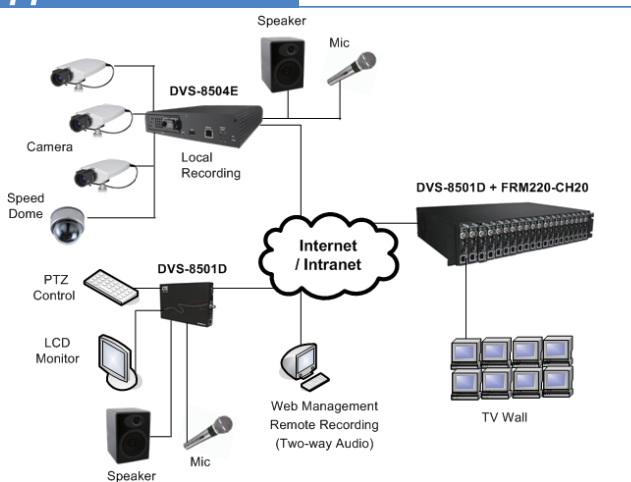 Speaker
Mic
DVS-8504E
Camera
Local
Recording
Speed
Dome
DVS-8501D + FRM220-CH20
Internet
/ Intranet
DVS-8501D
PTZ
Control
LCD
Monitor
Web Management
Remote Recording
(Two-way Audio)
TV Wall
Mic
Speaker